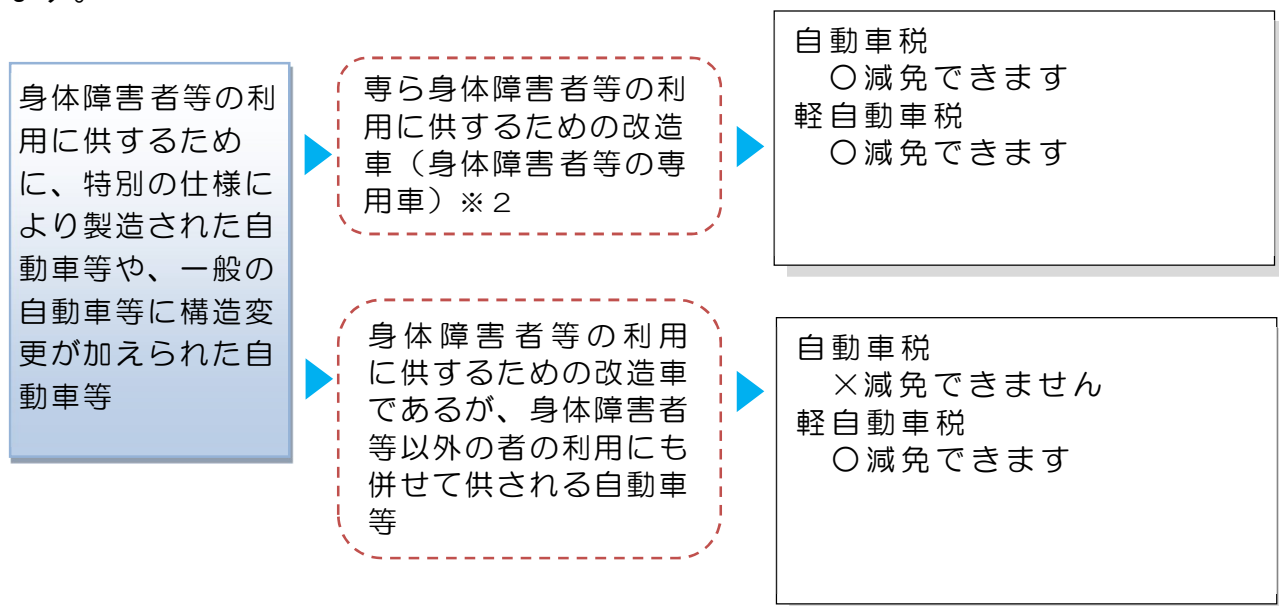 ます。
身体障害者等の利
用に供するため
に、特別の仕様に
より製造された自
動車等や、一般の
自動車等に構造変
更が加えられた自
動車等
専ら身体障害者等の利
用に供するための改造
車（身体障害者等の専
用車）※２
自動車税
〇減免できます
軽自動車税
〇減免できます
身体障害者等の利用
に供するための改造車
であるが、身体障害者
等以外の者の利用にも
併せて供される自動車
等
自動車税
×減免できません
軽自動車税
〇減免できます